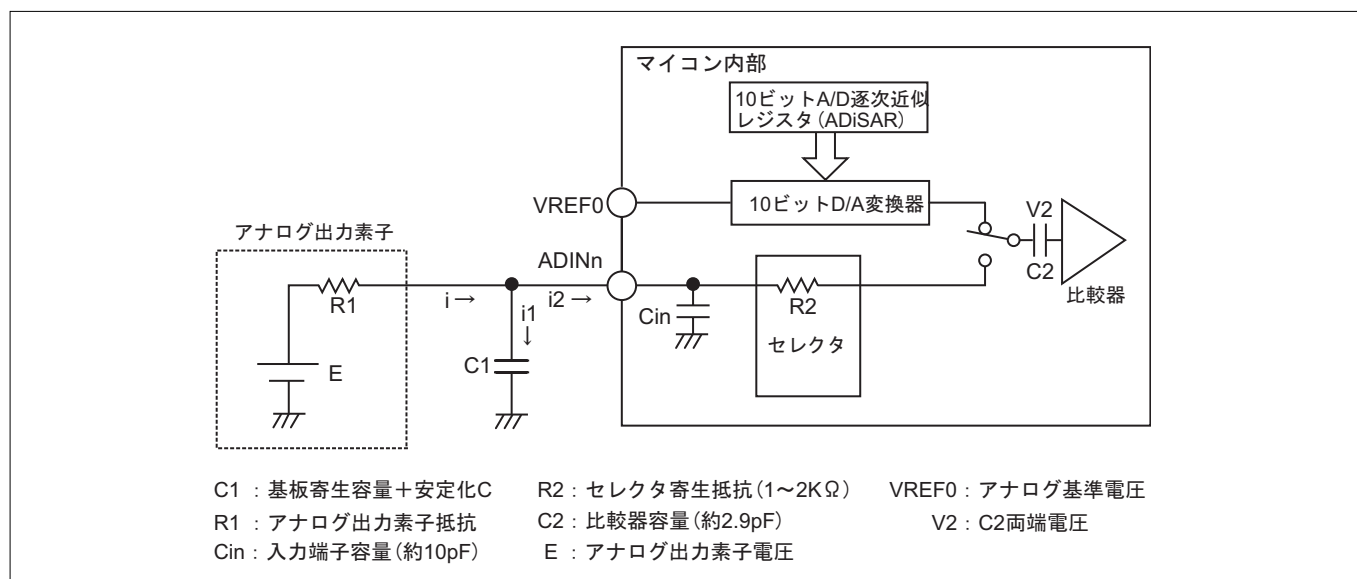 マイコン内部
10ビットA/D逐次近似
レジスタ(ADiSAR)
VREF0
10ビットD/A変換器
V2
C2
比較器
アナログ出力素子
ADINn
R1
i→
i1
↓
i2→
C1
E
Cin
R2
セレクタ
C1：基板寄生容量＋安定化C
R2：セレクタ寄生抵抗(1～2KΩ)
VREF0：アナログ基準電圧
R1：アナログ出力素子抵抗
C2：比較器容量(約2.9pF)
V2：C2両端電圧
Cin：入力端子容量(約10pF)
E：アナログ出力素子電圧